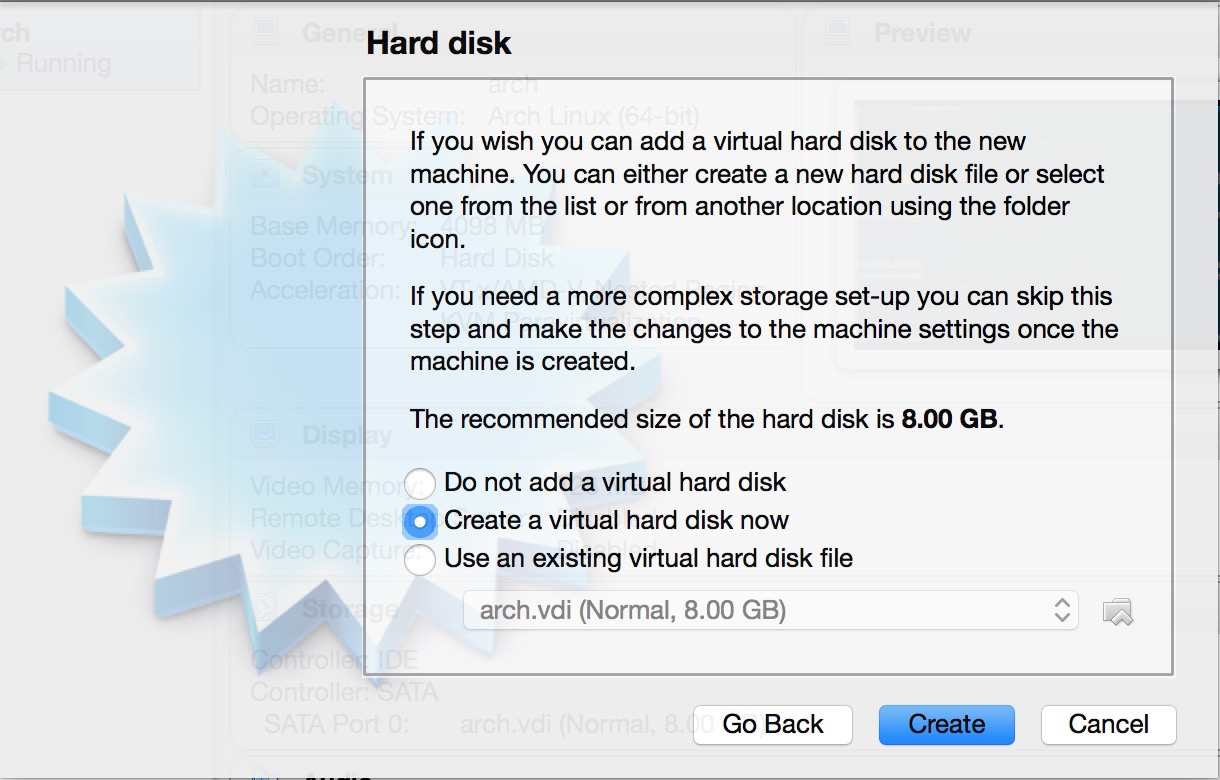 ch
Running
General
Preview
Hard disk
Name: arch
Operating System: Arch Linux (64-bit)
If you wish you can add a virtual hard disk to the new
machine. You can either create a new hard disk file or select
one from the list or from another location using the folder
icon.
System
Base Memory: 4098 MB
Boot Order: Hard Disk
Acceleration: VT-x/AMD-V, Nested Paging,
KVM Paravirtualization
If you need a more complex storage set-up you can skip this
step and make the changes to the machine settings once the
machine is created.
The recommended size of the hard disk is 8.00 GB.
Display
Video Memory:
Remote Desktop
Video Capture: Disabled
Do not add a virtual hard disk
Create a virtual hard disk now
Use an existing virtual hard disk file
Storage
arch.vdi (Normal, 8.00 GB)
Controller: IDE
Controller: SATA
SATA Port 0: arch.vdi (Normal, 8.00
Go Back
Create
Cancel
Audio